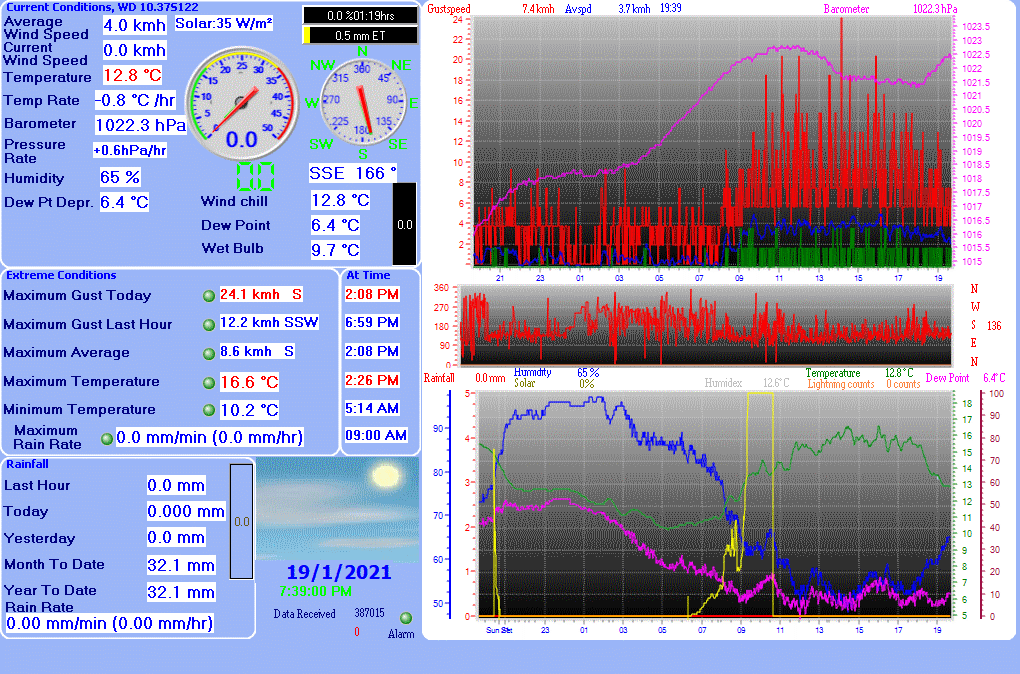 Current Conditions, WD 10.375122
Average Wind Speed 4.0 kmh
Solar:35 W/m²
Current Wind Speed 0.0 kmh
Temperature 12.8 °C
Temp Rate -0.8 °C /hr
Barometer 1022.3 hPa
Pressure Rate +0.6hPa/hr
Humidity 65 %
Dew Pt Depr. 6.4 °C
0 5 10 15 20 25 30 35 40 45 50
0.0
00
0.0 %01:19hrs
0.5 mm ET
N
NW NE
W E
SW SE
S
360 45 90 135 180 225 270 315
SSE 166 °
Wind chill 12.8 °C
Dew Point 6.4 °C
Wet Bulb 9.7 °C
0.0
Extreme Conditions At Time
Maximum Gust Today 24.1 kmh S 2:08 PM
Maximum Gust Last Hour 12.2 kmh SSW 6:59 PM
Maximum Average 8.6 kmh S 2:08 PM
Maximum Temperature 16.6 °C 2:26 PM
Minimum Temperature 10.2 °C 5:14 AM
Maximum Rain Rate 0.0 mm/min (0.0 mm/hr) 09:00 AM
Rainfall
Last Hour 0.0 mm
Today 0.000 mm
Yesterday 0.0 mm
Month To Date 32.1 mm
Year To Date 32.1 mm
Rain Rate
0.00 mm/min (0.00 mm/hr)
0.0
19/1/2021
7:39:00 PM
Data Received 387015
0 Alarm
Gustspeed 7.4kmh Avspd 3.7kmh 19:39 Barometer 1022.3hPa
24 22 20 18 16 14 12 10 8 6 4 2
1023.5 1023 1022.5 1022 1021.5 1021 1020.5 1020 1019.5 1019 1018.5 1018 1017.5 1017 1016.5 1016 1015.5 1015
21 23 01 03 05 07 09 11 13 15 17 19
360 270 180 90 0
N W S E N
136
Rainfall 0.0mm Humdity 65% Temperature 12.8°C
Solar 0% Humidex 12.6°C Lightning counts 0 counts Dew Point 6.4°C
90 80 70 60 50
5 4 3 2 1 0
18 17 16 15 14 13 12 11 10 9 8 7 6 5
100 90 80 70 60 50 40 30 20 10 0
23 01 03 05 07 09 11 13 15 17 19